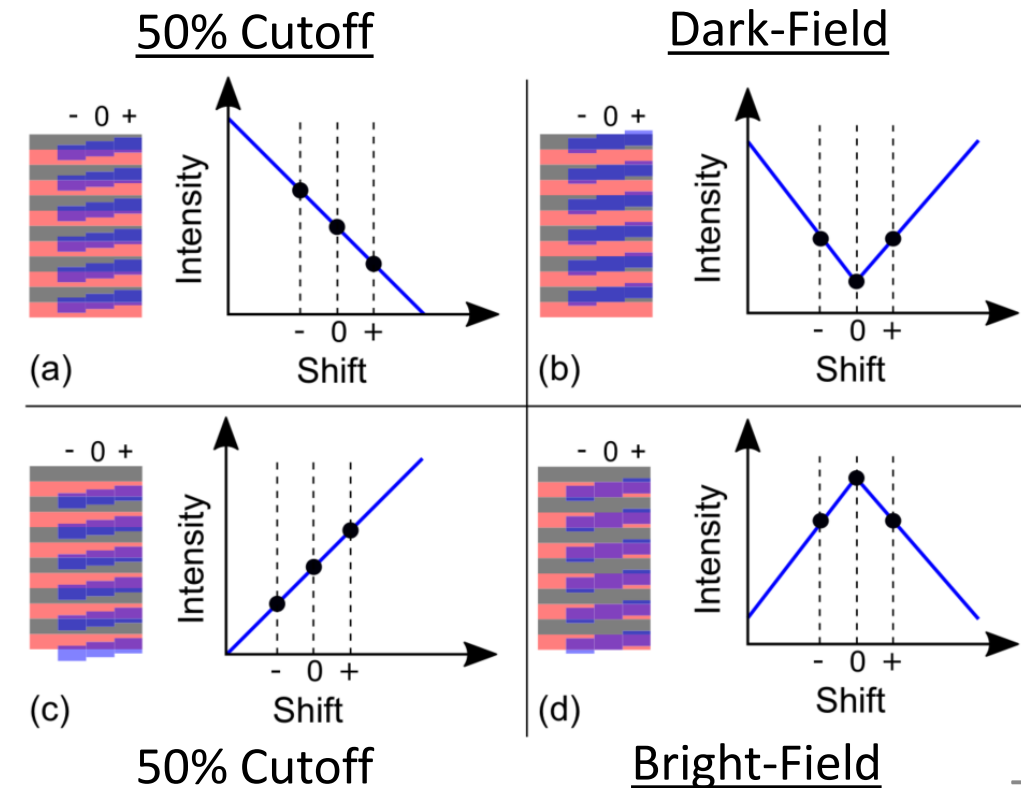 50% Cutoff
Dark-Field
- 0 +
Intensity
- 0 +
Shift
(a)
- 0 +
Intensity
- 0 +
Shift
(b)
- 0 +
Intensity
- 0 +
Shift
(c)
- 0 +
Intensity
- 0 +
Shift
(d)
50% Cutoff
Bright-Field